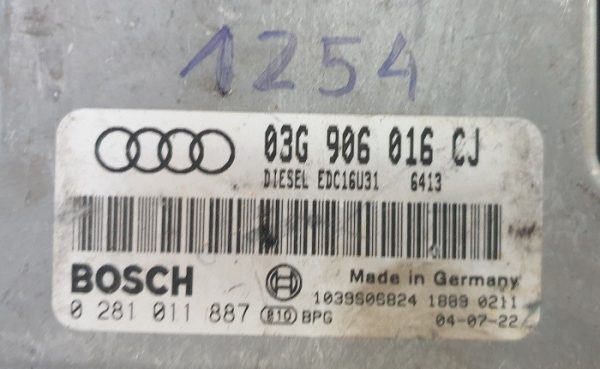 1254
03G 906 016 CJ
DIESEL EDC16U31 6413
BOSCH
Made in Germany
1039S06824 1889 0211
0 281 011 887 810 BPG 04-07-22